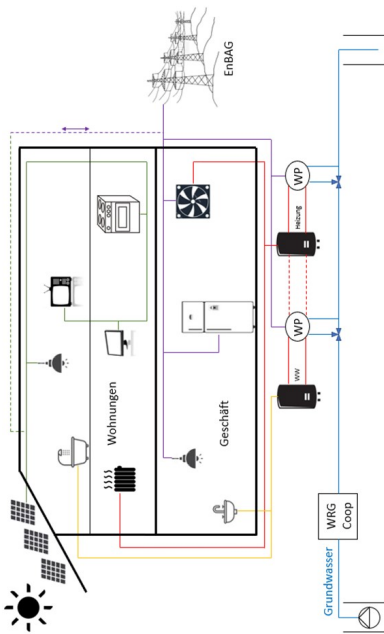 EnBAG
Wohnungen
Geschäft
WP
Heizung
WP
WW
WRG
Coop
Grundwasser